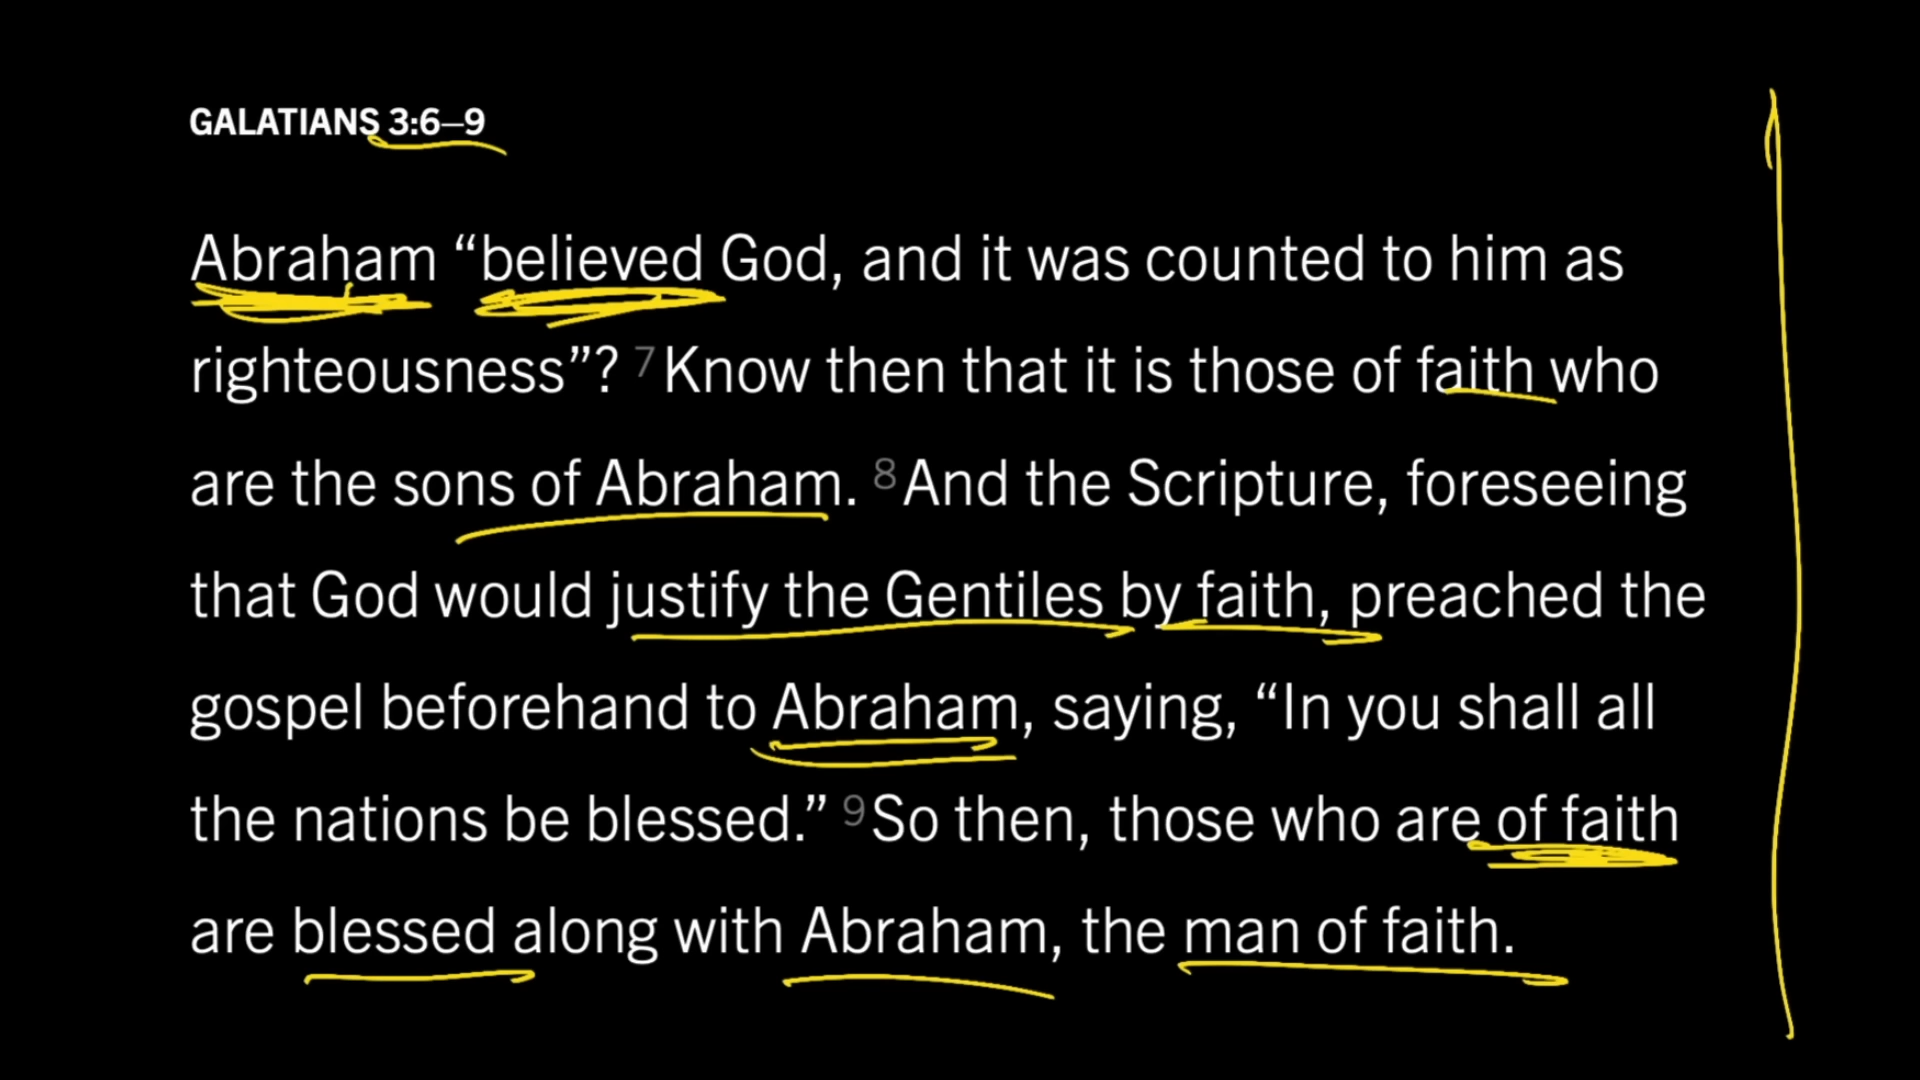 GALATIANS 3:6–9
Abraham “believed God, and it was counted to him as
righteousness”? 7 Know then that it is those of faith who
are the sons of Abraham. 8 And the Scripture, foreseeing
that God would justify the Gentiles by faith, preached the
gospel beforehand to Abraham, saying, “In you shall all
the nations be blessed.” 9 So then, those who are of faith
are blessed along with Abraham, the man of faith.